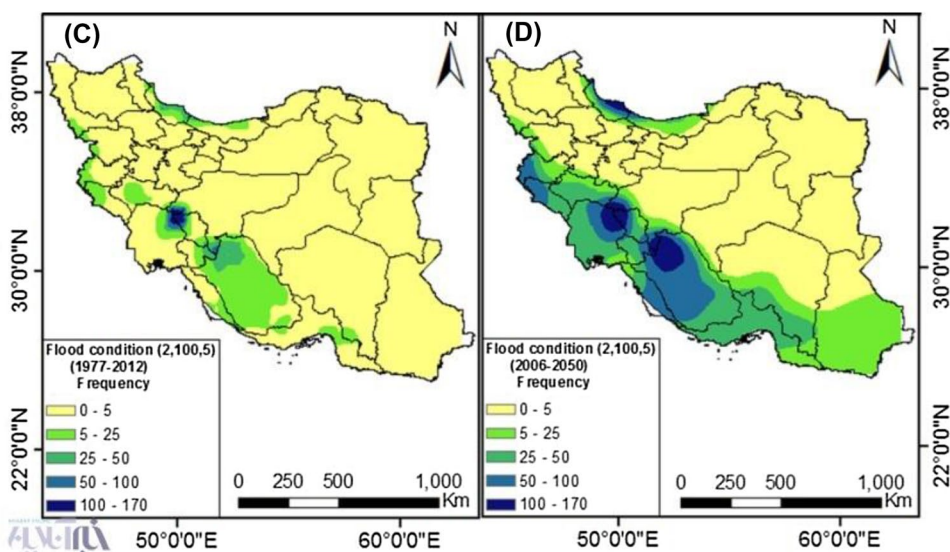 (C)
N
38°0'0"N
30°0'0"N
22°0'0"N
Flood condition (2,100,5)
(1977-2012)
Frequency
0 - 5
5 - 25
25 - 50
50 - 100
100 - 170
0 250 500 1,000
Km
50°0'0"E 60°0'0"E
(D)
N
38°0'0"N
30°0'0"N
22°0'0"N
Flood condition (2,100,5)
(2006-2050)
Frequency
0 - 5
5 - 25
25 - 50
50 - 100
100 - 170
0 250 500 1,000
Km
50°0'0"E 60°0'0"E